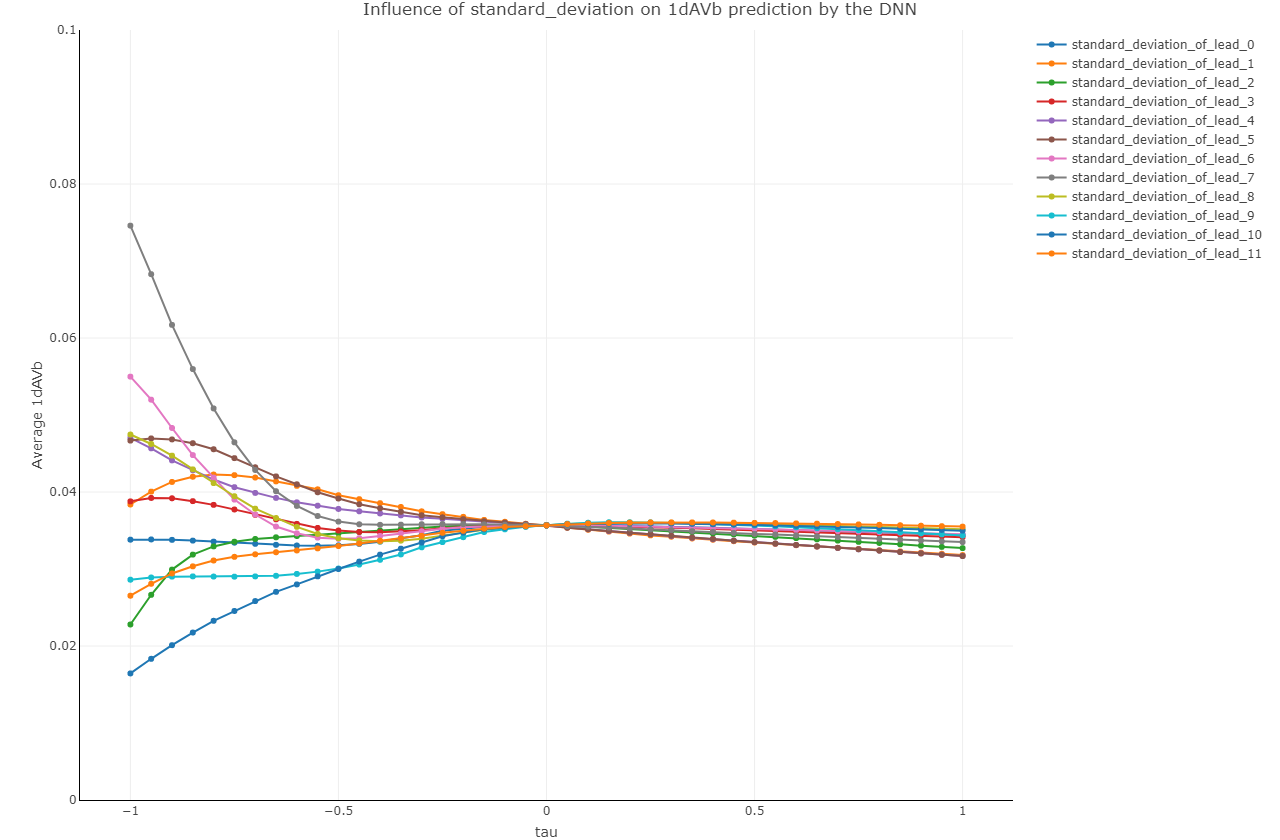 Influence of standard_deviation on 1dAVb prediction by the DNN
0.1
0.08
0.06
0.04
0.02
0
Average 1dAVb
−1
−0.5
0
0.5
1
tau
standard_deviation_of_lead_0
standard_deviation_of_lead_1
standard_deviation_of_lead_2
standard_deviation_of_lead_3
standard_deviation_of_lead_4
standard_deviation_of_lead_5
standard_deviation_of_lead_6
standard_deviation_of_lead_7
standard_deviation_of_lead_8
standard_deviation_of_lead_9
standard_deviation_of_lead_10
standard_deviation_of_lead_11